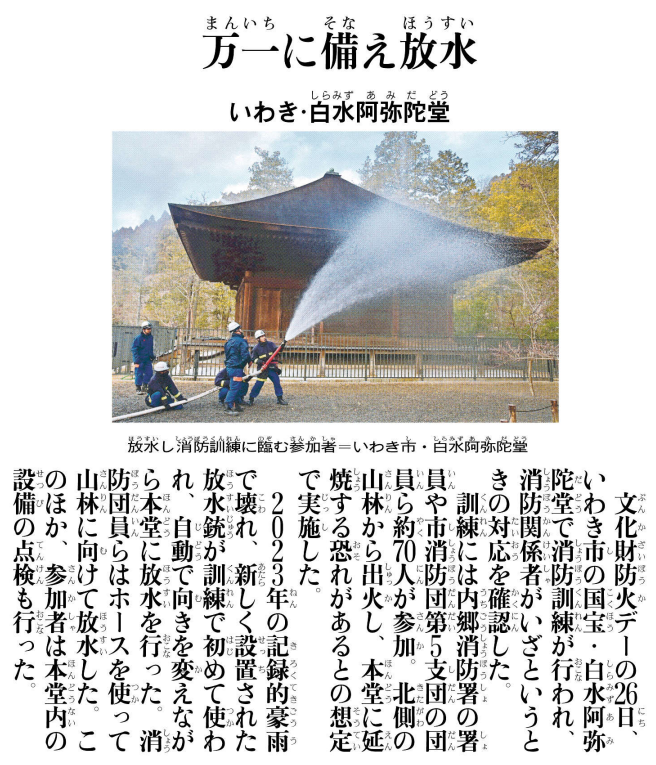 万一に備え放水
いわき・白水阿弥陀堂
放水し消防訓練に臨む参加者＝いわき市・白水阿弥陀堂
　文化財防火デーの26日、
いわき市の国宝・白水阿弥
陀堂で消防訓練が行われ、
消防関係者がいざというと
きの対応を確認した。
　訓練には内郷消防署の署
員や市消防団第5支団の団
員ら約70人が参加。北側の
山林から出火し、本堂に延
焼する恐れがあるとの想定
で実施した。
　2023年の記録的豪雨
で壊れ、新しく設置された
放水銃が訓練で初めて使わ
れ、自動で向きを変えなが
ら本堂に放水を行った。消
防団員らはホースを使って
山林に向けて放水した。こ
のほか、参加者は本堂内の
設備の点検も行った。